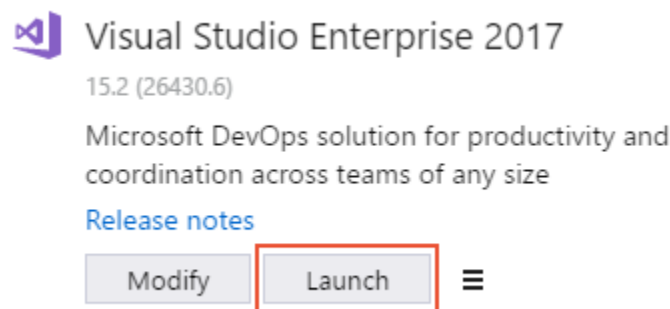 Visual Studio Enterprise 2017
15.2 (26430.6)
Microsoft DevOps solution for productivity and
coordination across teams of any size
Release notes
Modify Launch